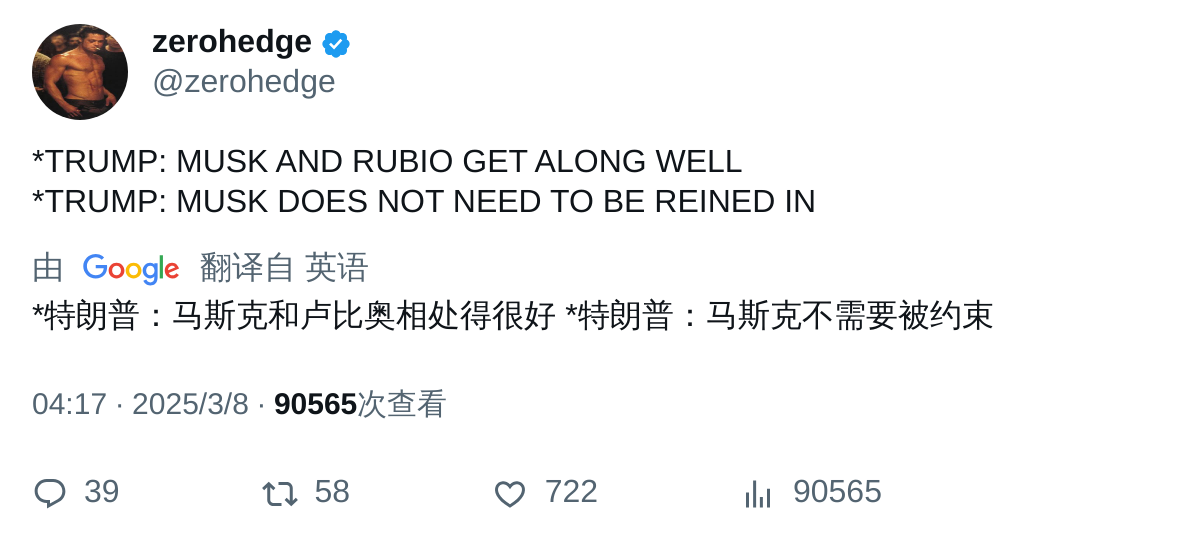 zerohedge
@zerohedge
*TRUMP: MUSK AND RUBIO GET ALONG WELL
*TRUMP: MUSK DOES NOT NEED TO BE REINED IN
由 Google 翻译自 英语
*特朗普：马斯克和卢比奥相处得很好 *特朗普：马斯克不需要被约束
04:17 · 2025/3/8 · 90565次查看
39 58 722 90565